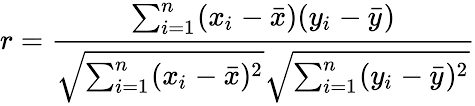 r = \frac{\sum_{i=1}^{n}(x_i - \bar{x})(y_i - \bar{y})}{\sqrt{\sum_{i=1}^{n}(x_i - \bar{x})^2}\sqrt{\sum_{i=1}^{n}(y_i - \bar{y})^2}}